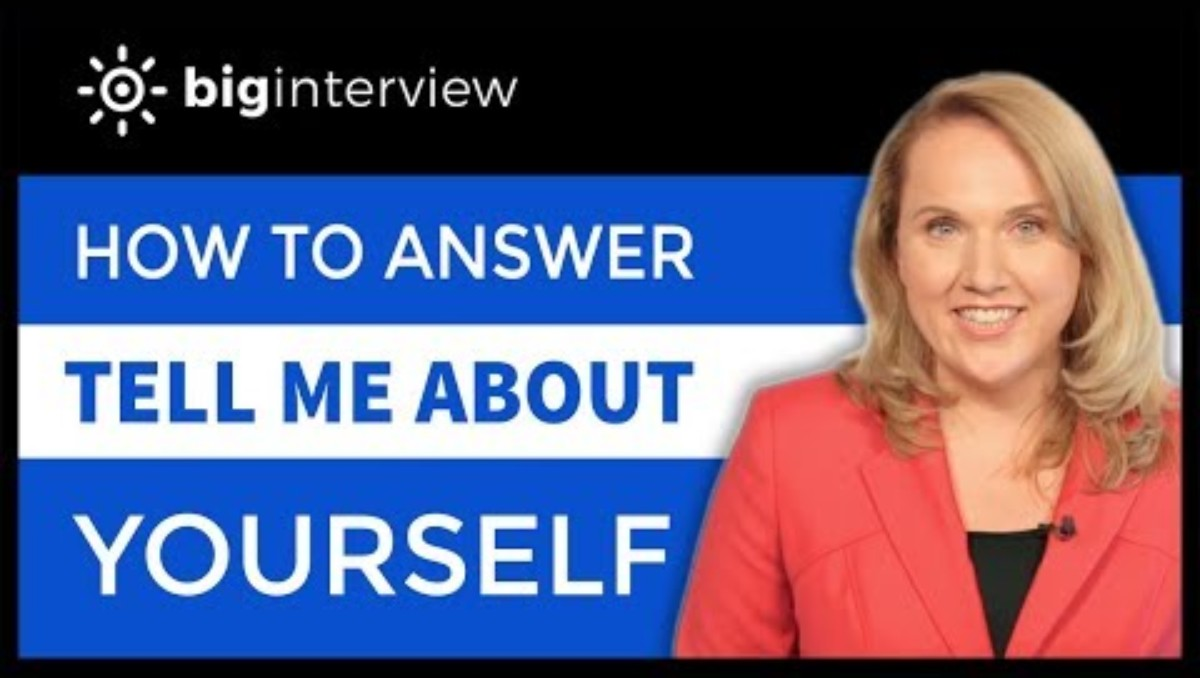 biginterview
HOW TO ANSWER
TELL ME ABOUT
YOURSELF